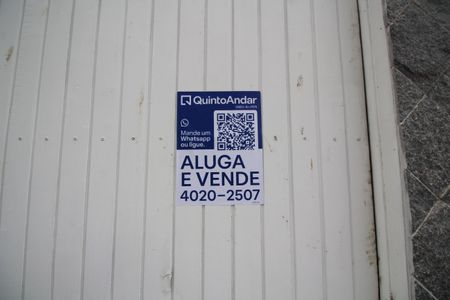 QuintoAndar
Mande um
Whatsapp
ou ligue.
ALUGA
E VENDE
4020-2507